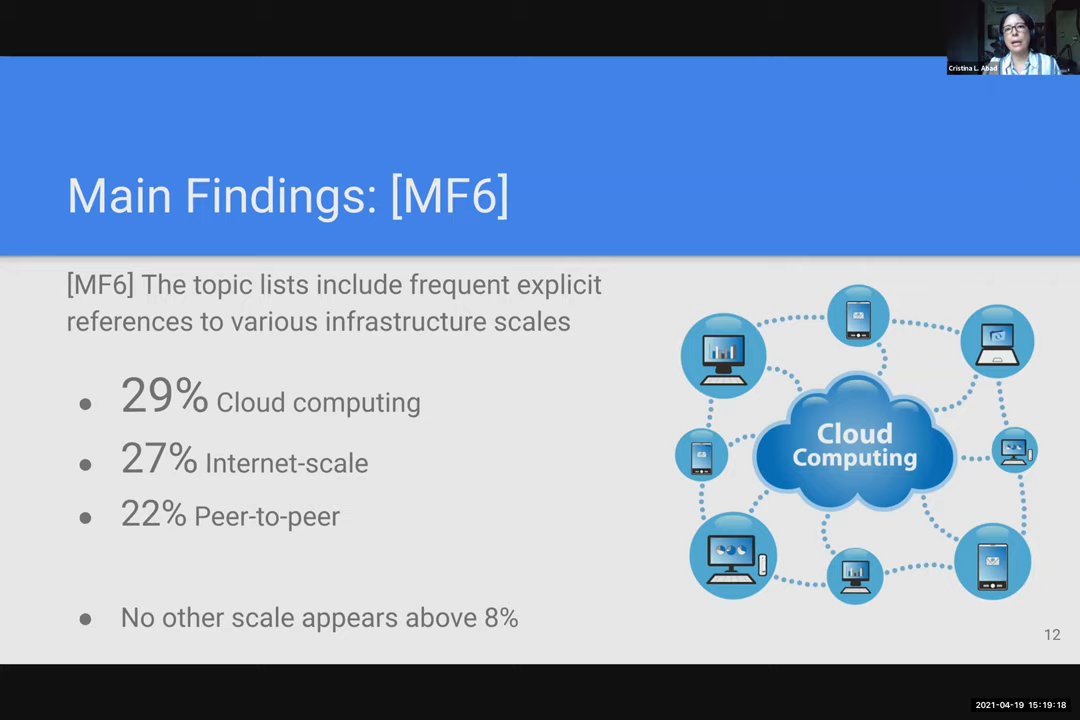 Cristina L. Abad
Main Findings: [MF6]
[MF6] The topic lists include frequent explicit
references to various infrastructure scales
● 29% Cloud computing
● 27% Internet-scale
● 22% Peer-to-peer
● No other scale appears above 8%
Cloud
Computing
12
2021-04-19 15:19:18